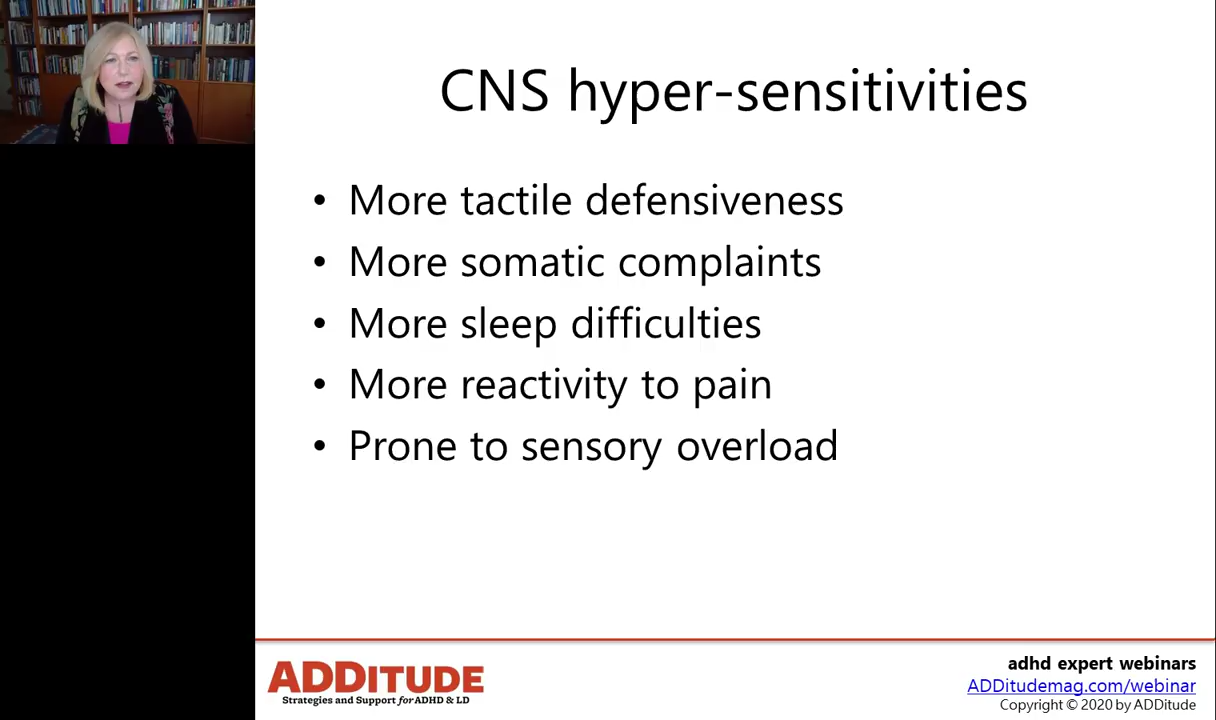 CNS hyper-sensitivities
• More tactile defensiveness
• More somatic complaints
• More sleep difficulties
• More reactivity to pain
• Prone to sensory overload
ADDITUDE
Strategies and Support for ADHD & LD
adhd expert webinars
ADDitudemag.com/webinar
Copyright © 2020 by ADDitude